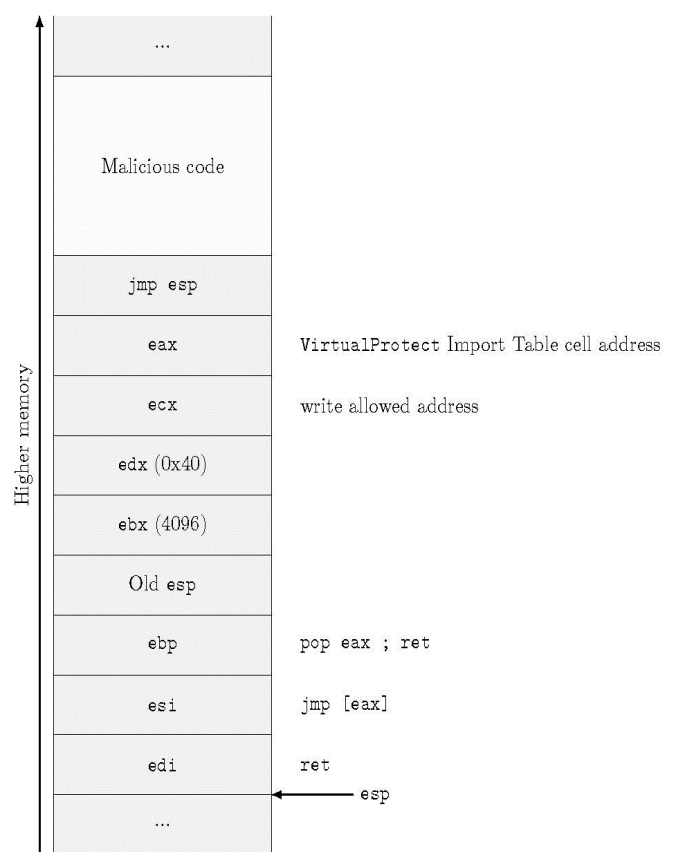 ...
Malicious code
jmp esp
eax
VirtualProtect Import Table cell address
ecx
write allowed address
edx (0x40)
Higher memory
ebx (4096)
Old esp
ebp
pop eax ; ret
esi
jmp [eax]
edi
ret
esp
...